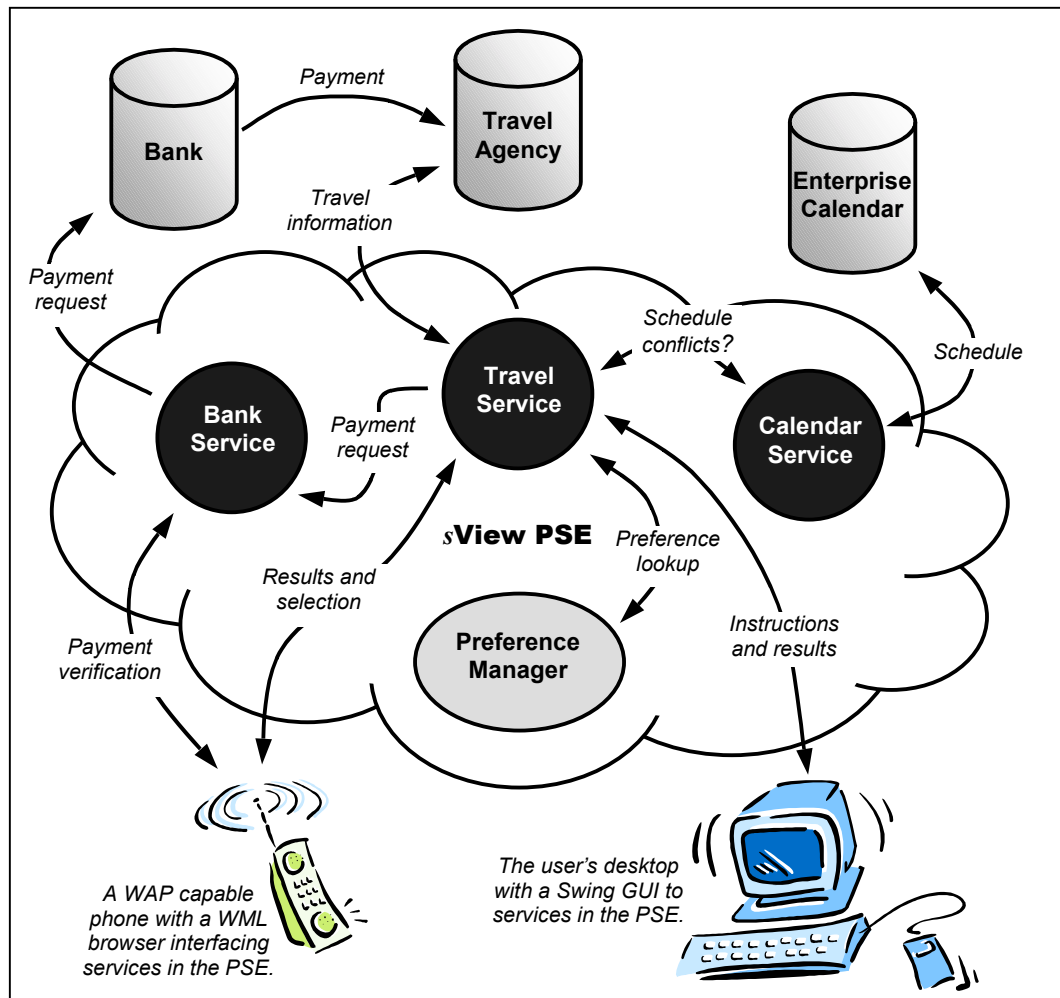 Payment
Bank
Travel
Agency
Enterprise
Calendar
Travel
information
Payment
request
Schedule
conflicts?
Schedule
Travel
Service
Bank
Service
Payment
request
Calendar
Service
sView PSE
Preference
lookup
Results and
selection
Instructions
and results
Payment
verification
Preference
Manager
A WAP capable
phone with a WML
browser interfacing
services in the PSE.
The user's desktop
with a Swing GUI to
services in the PSE.